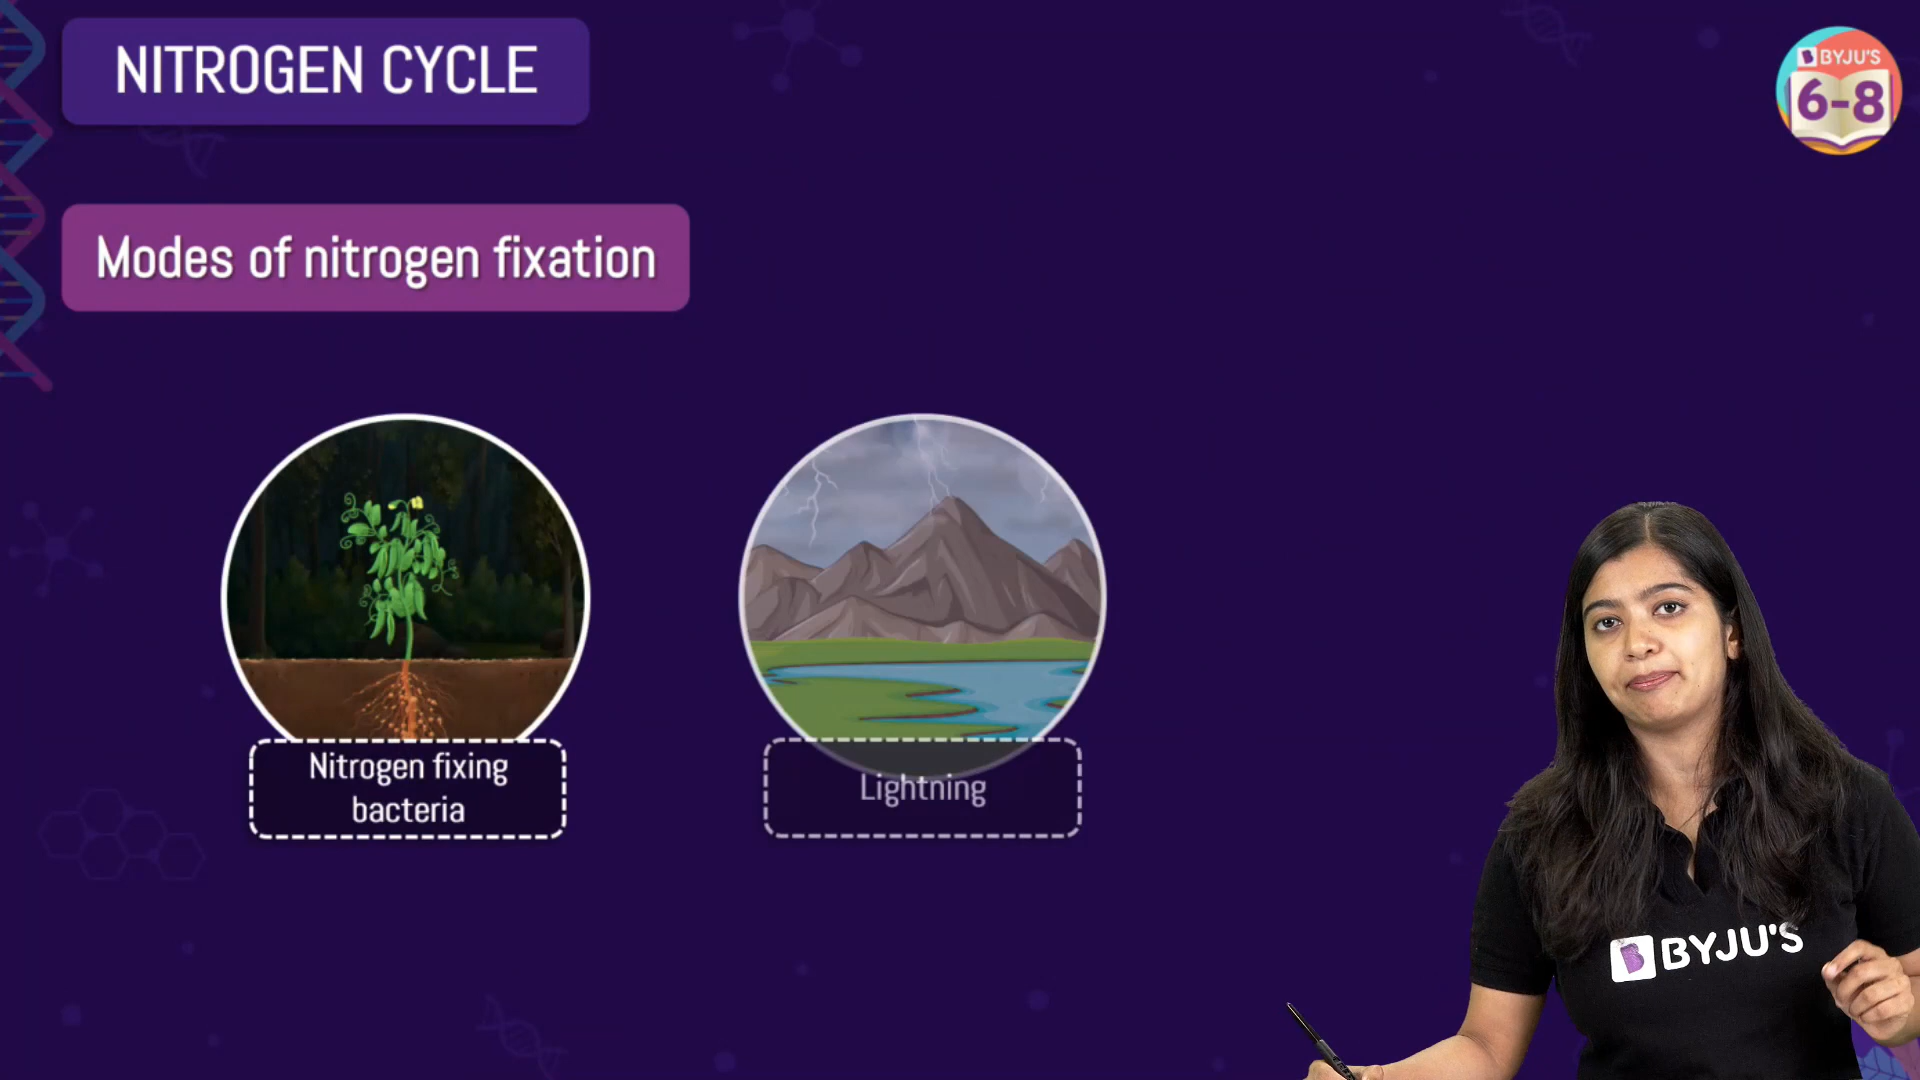 NITROGEN CYCLE
BYJU'S
6-8
Modes of nitrogen fixation
Nitrogen fixing
bacteria
Lightning
BYJU'S